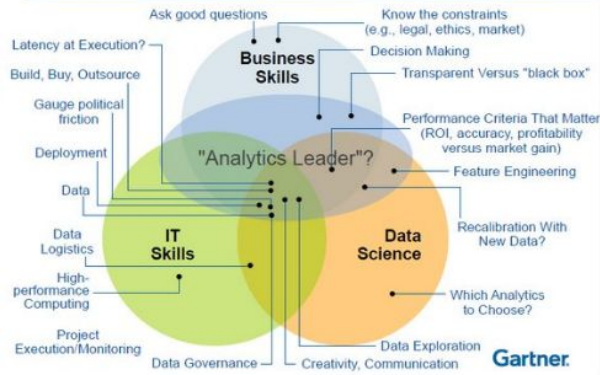 Ask good questions
Know the constraints
(e.g., legal, ethics, market)
Latency at Execution?
Business
Skills
Decision Making
Build, Buy, Outsource
Transparent Versus "black box"
Gauge political
friction
Performance Criteria That Matter
(ROI, accuracy, profitability
versus market gain)
Deployment
"Analytics Leader"?
Feature Engineering
Data
Recalibration With
New Data?
Data
Logistics
IT
Skills
Data
Science
High-
performance
Computing
Which Analytics
to Choose?
Project
Execution/Monitoring
Data Exploration
Data Governance
Creativity, Communication
Gartner.